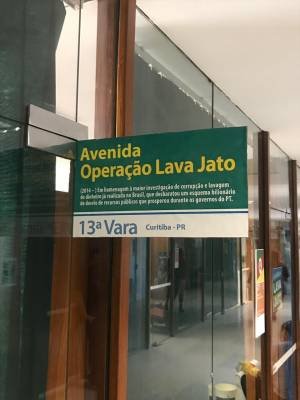 Avenida
Operação Lava Jato
(2014 - ) Em homenagem à maior investigação de corrupção e lavagem
de dinheiro já realizada no Brasil, que desbaratou um esquema bilionário
de desvio de recursos públicos que prosperou durante os governos do PT.
13ª Vara Curitiba - PR